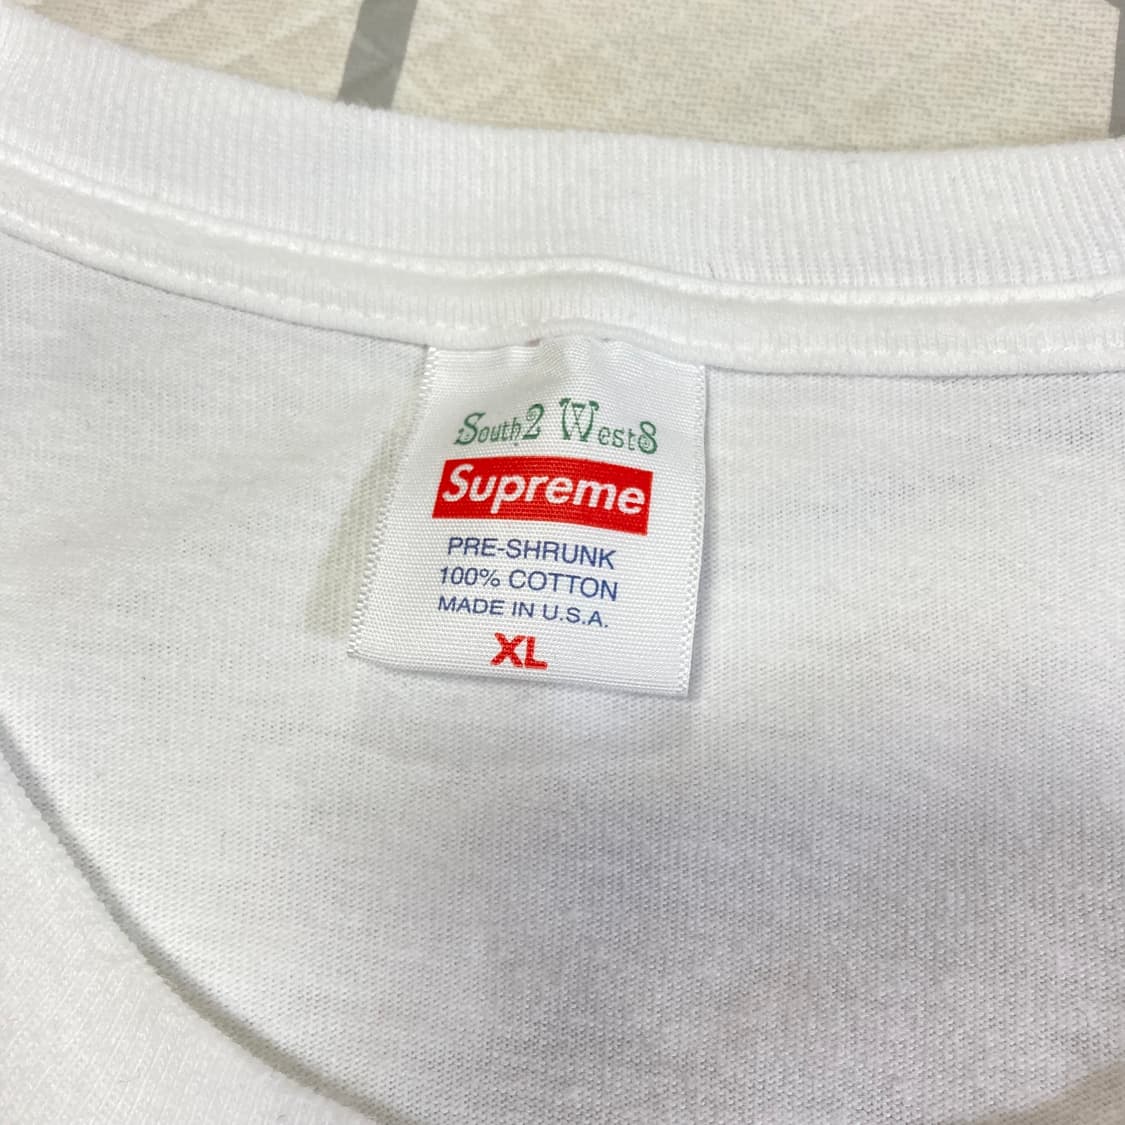 South2 West8
Supreme
PRE-SHRUNK
100% COTTON
MADE IN U.S.A.
XL